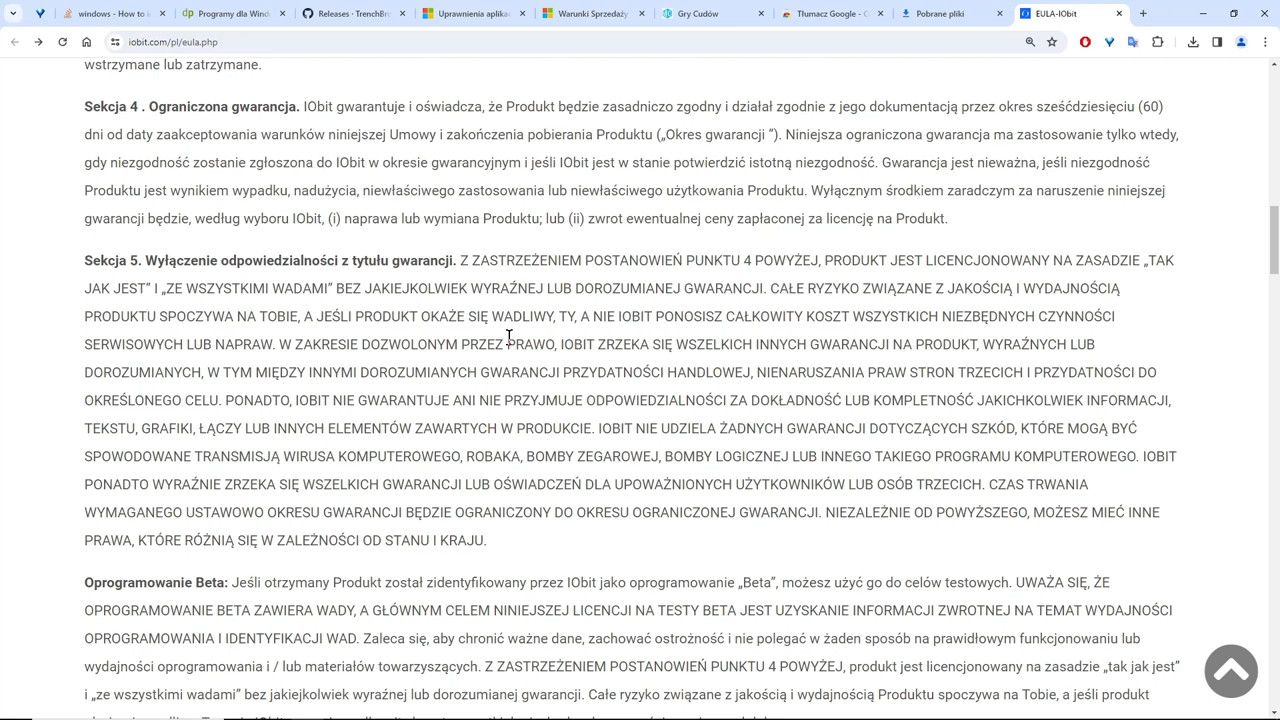 windows - How to i
Programy dla Wind
Releases · TrenchBro
Uprawnienia aplikac
Warunki Sprzedaży
Gry Cudów
Tłumacz Google - C
Pobrane pliki
EULA-IObit
iobit.com/pl/eula.php
wstrzymane lub zatrzymane.
Sekcja 4 . Ograniczona gwarancja. IObit gwarantuje i oświadcza, że Produkt będzie zasadniczo zgodny i działał zgodnie z jego dokumentacją przez okres sześćdziesięciu (60)
dni od daty zaakceptowania warunków niniejszej Umowy i zakończenia pobierania Produktu („Okres gwarancji ”). Niniejsza ograniczona gwarancja ma zastosowanie tylko wtedy,
gdy niezgodność zostanie zgłoszona do IObit w okresie gwarancyjnym i jeśli IObit jest w stanie potwierdzić istotną niezgodność. Gwarancja jest nieważna, jeśli niezgodność
Produktu jest wynikiem wypadku, nadużycia, niewłaściwego zastosowania lub niewłaściwego użytkowania Produktu. Wyłącznym środkiem zaradczym za naruszenie niniejszej
gwarancji będzie, według wyboru IObit, (i) naprawa lub wymiana Produktu; lub (ii) zwrot ewentualnej ceny zapłaconej za licencję na Produkt.
Sekcja 5. Wyłączenie odpowiedzialności z tytułu gwarancji. Z ZASTRZEŻENIEM POSTANOWIEŃ PUNKTU 4 POWYŻEJ, PRODUKT JEST LICENCJONOWANY NA ZASADZIE „TAK
JAK JEST” I „ZE WSZYSTKIMI WADAMI” BEZ JAKIEJKOLWIEK WYRAŹNEJ LUB DOROZUMIANEJ GWARANCJI. CAŁE RYZYKO ZWIĄZANE Z JAKOŚCIĄ I WYDAJNOŚCIĄ
PRODUKTU SPOCZYWA NA TOBIE, A JEŚLI PRODUKT OKAŻE SIĘ WADLIWY, TY, A NIE IOBIT PONOSISZ CAŁKOWITY KOSZT WSZYSTKICH NIEZBĘDNYCH CZYNNOŚCI
SERWISOWYCH LUB NAPRAW. W ZAKRESIE DOZWOLONYM PRZEZ PRAWO, IOBIT ZRZEKA SIĘ WSZELKICH INNYCH GWARANCJI NA PRODUKT, WYRAŹNYCH LUB
DOROZUMIANYCH, W TYM MIĘDZY INNYMI DOROZUMIANYCH GWARANCJI PRZYDATNOŚCI HANDLOWEJ, NIENARUSZANIA PRAW STRON TRZECICH I PRZYDATNOŚCI DO
OKREŚLONEGO CELU. PONADTO, IOBIT NIE GWARANTUJE ANI NIE PRZYJMUJE ODPOWIEDZIALNOŚCI ZA DOKŁADNOŚĆ LUB KOMPLETNOŚĆ JAKICHKOLWIEK INFORMACJI,
TEKSTU, GRAFIKI, ŁĄCZY LUB INNYCH ELEMENTÓW ZAWARTYCH W PRODUKCIE. IOBIT NIE UDZIELA ŻADNYCH GWARANCJI DOTYCZĄCYCH SZKÓD, KTÓRE MOGĄ BYĆ
SPOWODOWANE TRANSMISJĄ WIRUSA KOMPUTEROWEGO, ROBAKA, BOMBY ZEGAROWEJ, BOMBY LOGICZNEJ LUB INNEGO TAKIEGO PROGRAMU KOMPUTEROWEGO. IOBIT
PONADTO WYRAŹNIE ZRZEKA SIĘ WSZELKICH GWARANCJI LUB OŚWIADCZEŃ DLA UPOWAŻNIONYCH UŻYTKOWNIKÓW LUB OSÓB TRZECICH. CZAS TRWANIA
WYMAGANEGO USTAWOWO OKRESU GWARANCJI BĘDZIE OGRANICZONY DO OKRESU OGRANICZONEJ GWARANCJI. NIEZALEŻNIE OD POWYŻSZEGO, MOŻESZ MIEĆ INNE
PRAWA, KTÓRE RÓŻNIĄ SIĘ W ZALEŻNOŚCI OD STANU I KRAJU.
Oprogramowanie Beta: Jeśli otrzymany Produkt został zidentyfikowany przez IObit jako oprogramowanie „Beta”, możesz użyć go do celów testowych. UWAŻA SIĘ, ŻE
OPROGRAMOWANIE BETA ZAWIERA WADY, A GŁÓWNYM CELEM NINIEJSZEJ LICENCJI NA TESTY BETA JEST UZYSKANIE INFORMACJI ZWROTNEJ NA TEMAT WYDAJNOŚCI
OPROGRAMOWANIA I IDENTYFIKACJI WAD. Zaleca się, aby chronić ważne dane, zachować ostrożność i nie polegać w żaden sposób na prawidłowym funkcjonowaniu lub
wydajności oprogramowania i / lub materiałów towarzyszących. Z ZASTRZEŻENIEM POSTANOWIEŃ PUNKTU 4 POWYŻEJ, produkt jest licencjonowany na zasadzie „tak jak jest”
i „ze wszystkimi wadami” bez jakiejkolwiek wyraźnej lub dorozumianej gwarancji. Całe ryzyko związane z jakością i wydajnością Produktu spoczywa na Tobie, a jeśli produkt